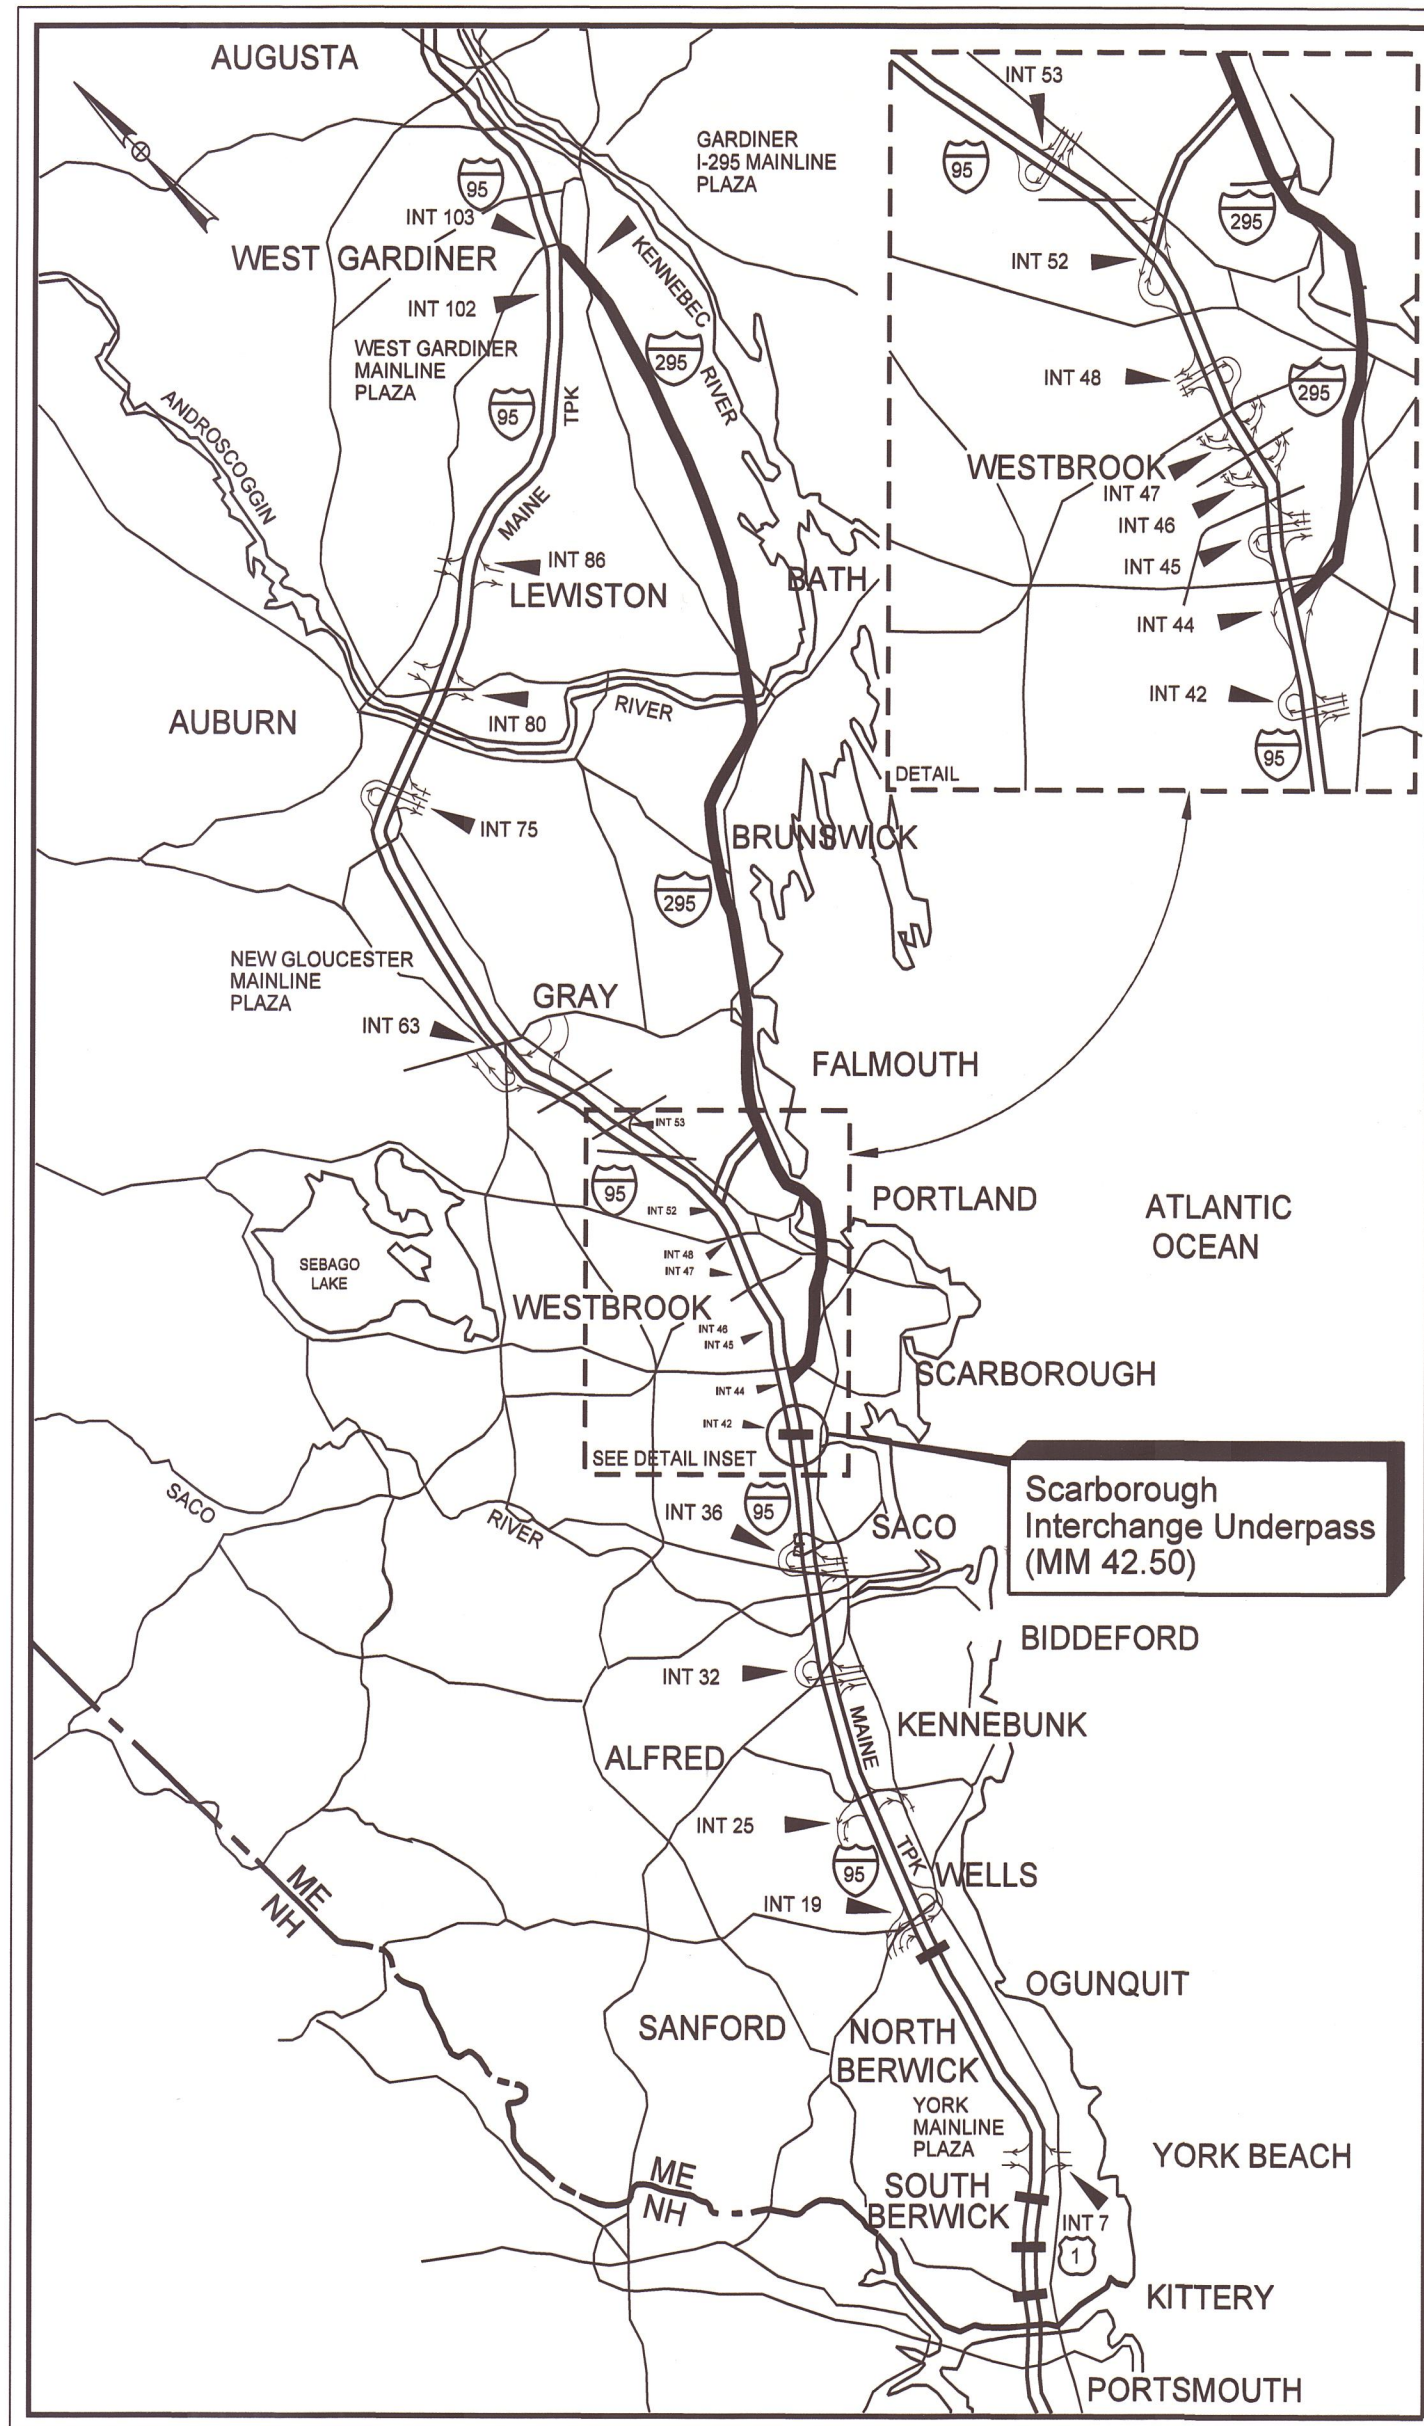 AUGUSTA
95
INT 103
WEST GARDINER
INT 102
WEST GARDINER
MAINLINE
PLAZA
95
TPK
MAINE
GARDINER
I-295 MAINLINE
PLAZA
KENNEBEC
RIVER
295
ANDROSCOGGIN
INT 86
LEWISTON
BATH
AUBURN
INT 80
RIVER
INT 75
BRUNSWICK
295
NEW GLOUCESTER
MAINLINE
PLAZA
INT 63
GRAY
FALMOUTH
INT 53
95
INT 52
295
INT 48
295
WESTBROOK
INT 47
INT 46
INT 45
INT 44
INT 42
95
DETAIL
INT 53
95
INT 52
INT 48
INT 47
SEBAGO
LAKE
WESTBROOK
INT 46
INT 45
INT 44
INT 42
SEE DETAIL INSET
PORTLAND
ATLANTIC
OCEAN
SCARBOROUGH
Scarborough
Interchange Underpass
(MM 42.50)
SACO
RIVER
INT 36
95
SACO
BIDDEFORD
INT 32
MAINE
KENNEBUNK
ALFRED
INT 25
95
TPK
WELLS
INT 19
ME
NH
OGUNQUIT
SANFORD
NORTH
BERWICK
YORK
MAINLINE
PLAZA
YORK BEACH
ME
NH
SOUTH
BERWICK
INT 7
1
KITTERY
PORTSMOUTH